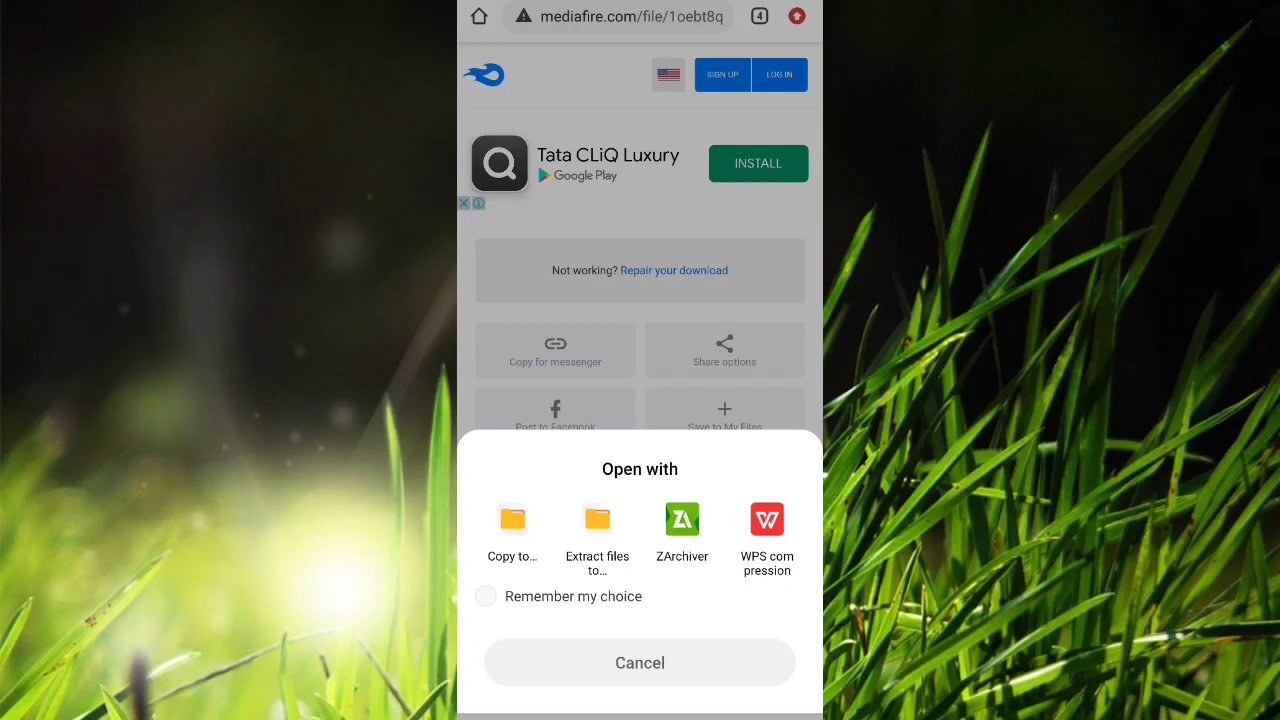 mediafire.com/file/1oebt8q
4
SIGN UP
LOG IN
Tata CLiQ Luxury
Google Play
INSTALL
Not working? Repair your download
Copy for messenger
Share options
Post to Facebook
Save to My Files
Open with
Copy to...
Extract files
to...
ZArchiver
WPS com
pression
Remember my choice
Cancel